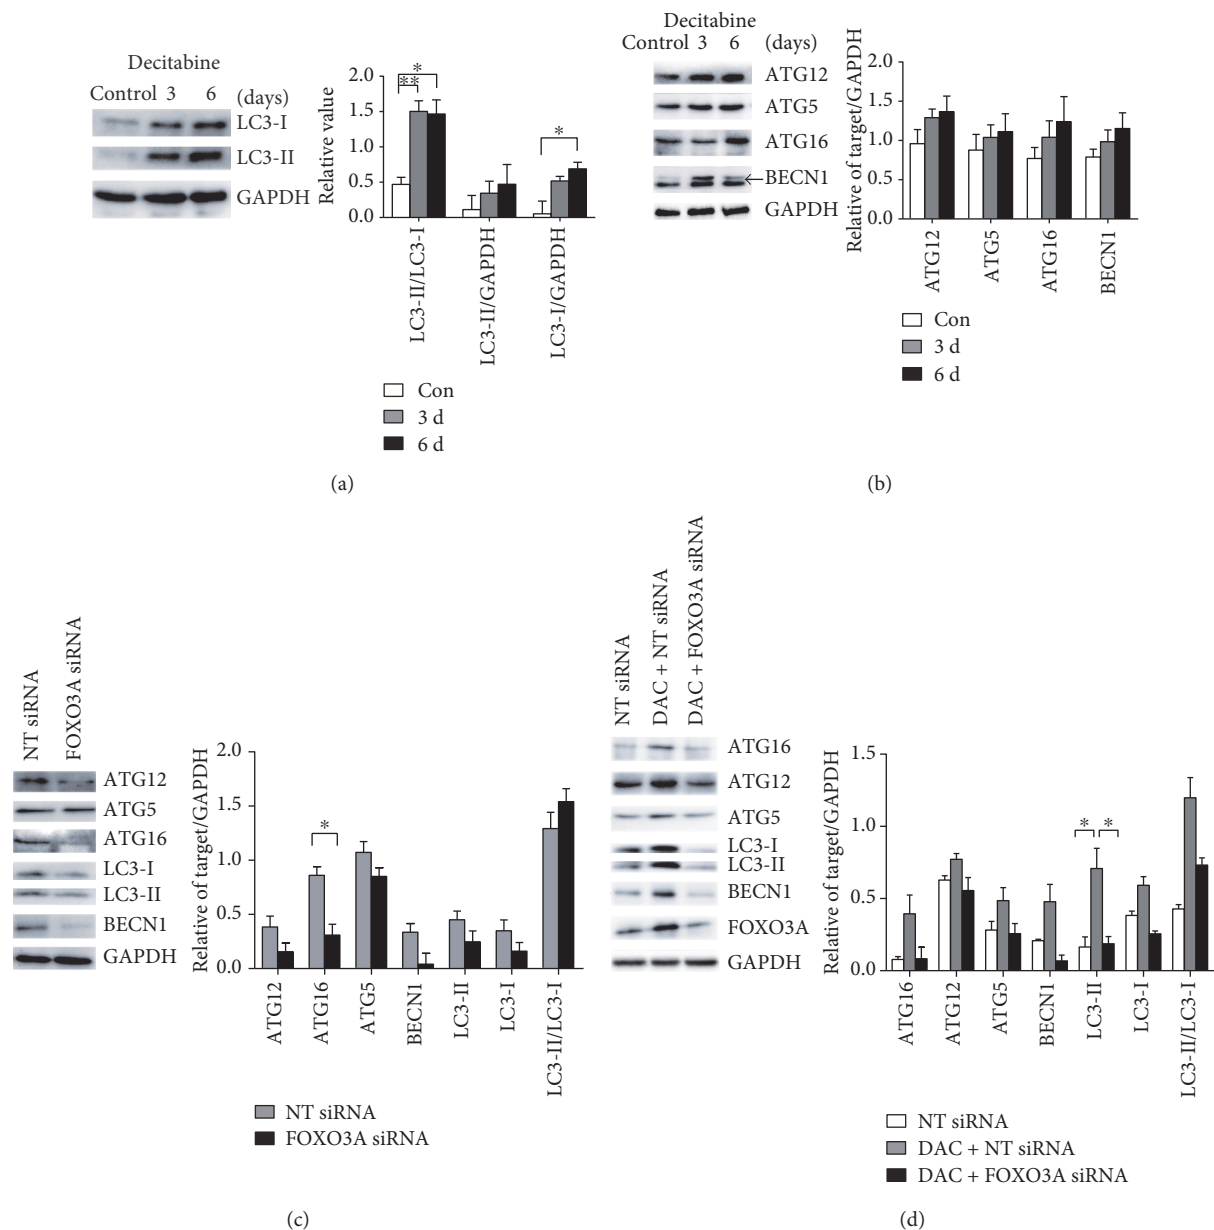 Decitabine
Control 3 6 (days)
LC3-I
LC3-II
GAPDH
Relative value
2.0
1.5
1.0
0.5
0.0
*
**
*
LC3-II/LC3-I
LC3-II/GAPDH
LC3-I/GAPDH
Con
3 d
6 d
(a)
Decitabine
Control 3 6 (days)
ATG12
ATG5
ATG16
BECN1
GAPDH
Relative of target/GAPDH
2.0
1.5
1.0
0.5
0.0
ATG12
ATG5
ATG16
BECN1
Con
3 d
6 d
(b)
NT siRNA
FOXO3A siRNA
ATG12
ATG5
ATG16
LC3-I
LC3-II
BECN1
GAPDH
Relative of target/GAPDH
2.0
1.5
1.0
0.5
0.0
*
ATG12
ATG16
ATG5
BECN1
LC3-II
LC3-I
LC3-II/LC3-I
NT siRNA
FOXO3A siRNA
(c)
NT siRNA
DAC + NT siRNA
DAC + FOXO3A siRNA
ATG16
ATG12
ATG5
LC3-I
LC3-II
BECN1
FOXO3A
GAPDH
Relative of target/GAPDH
1.5
1.0
0.5
0.0
* *
ATG16
ATG12
ATG5
BECN1
LC3-II
LC3-I
LC3-II/LC3-I
NT siRNA
DAC + NT siRNA
DAC + FOXO3A siRNA
(d)